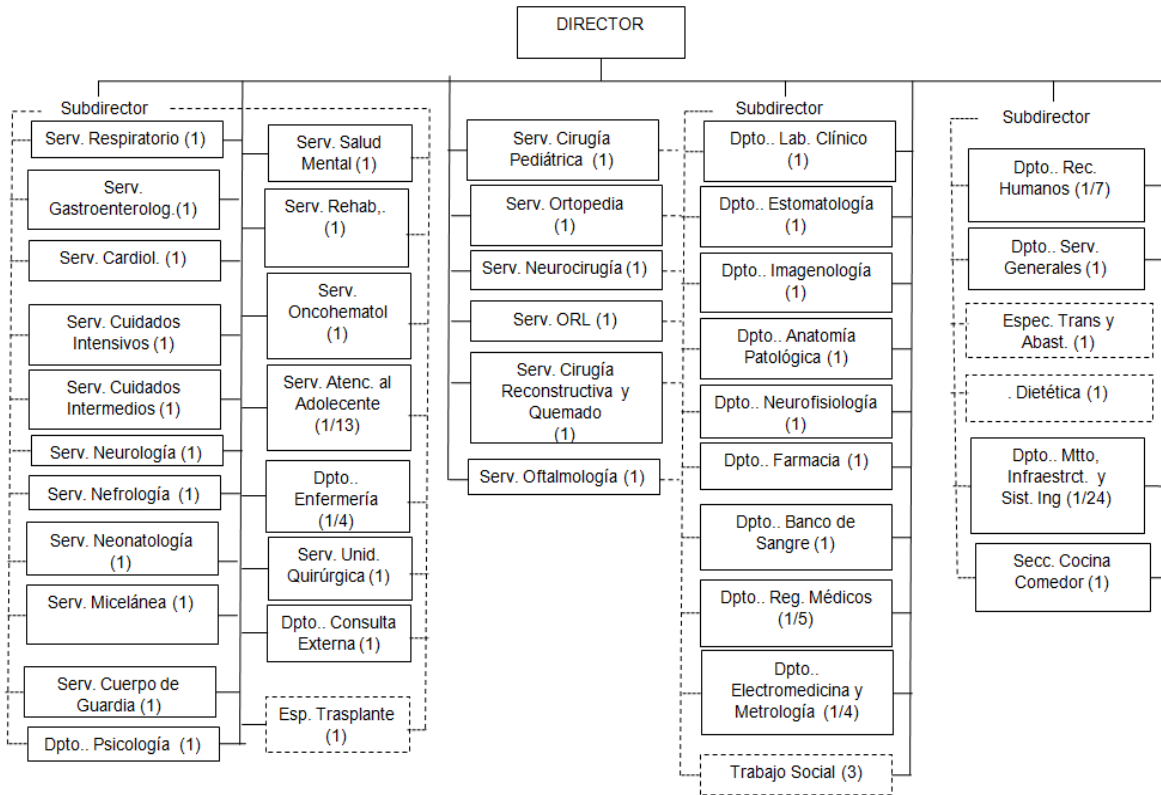 DIRECTOR
Subdirector
Serv. Respiratorio (1)
Serv.
Gastroenterolog.(1)
Serv. Cardiol. (1)
Serv. Cuidados
Intensivos (1)
Serv. Cuidados
Intermedios (1)
Serv. Neurología (1)
Serv. Nefrología (1)
Serv. Neonatología
(1)
Serv. Micelánea (1)
Serv. Cuerpo de
Guardia (1)
Dpto.. Psicología (1)
Serv. Salud
Mental (1)
Serv. Rehab,.
(1)
Serv.
Oncohematol
(1)
Serv. Atenc. al
Adolecente
(1/13)
Dpto..
Enfermería
(1/4)
Serv. Unid.
Quirúrgica (1)
Dpto.. Consulta
Externa (1)
Esp. Trasplante
(1)
Serv. Cirugía
Pediátrica (1)
Serv. Ortopedia
(1)
Serv. Neurocirugía (1)
Serv. ORL (1)
Serv. Cirugía
Reconstructiva y
Quemado
(1)
Serv. Oftalmología (1)
Subdirector
Dpto.. Lab. Clínico
(1)
Dpto.. Estomatología
(1)
Dpto.. Imagenología
(1)
Dpto.. Anatomía
Patológica (1)
Dpto.. Neurofisiología
(1)
Dpto.. Farmacia (1)
Dpto.. Banco de
Sangre (1)
Dpto.. Reg. Médicos
(1/5)
Dpto..
Electromedicina y
Metrología (1/4)
Trabajo Social (3)
Subdirector
Dpto.. Rec.
Humanos (1/7)
Dpto.. Serv.
Generales (1)
Espec. Trans y
Abast. (1)
. Dietética (1)
Dpto.. Mtto,
Infraestrct. y
Sist. Ing (1/24)
Secc. Cocina
Comedor (1)